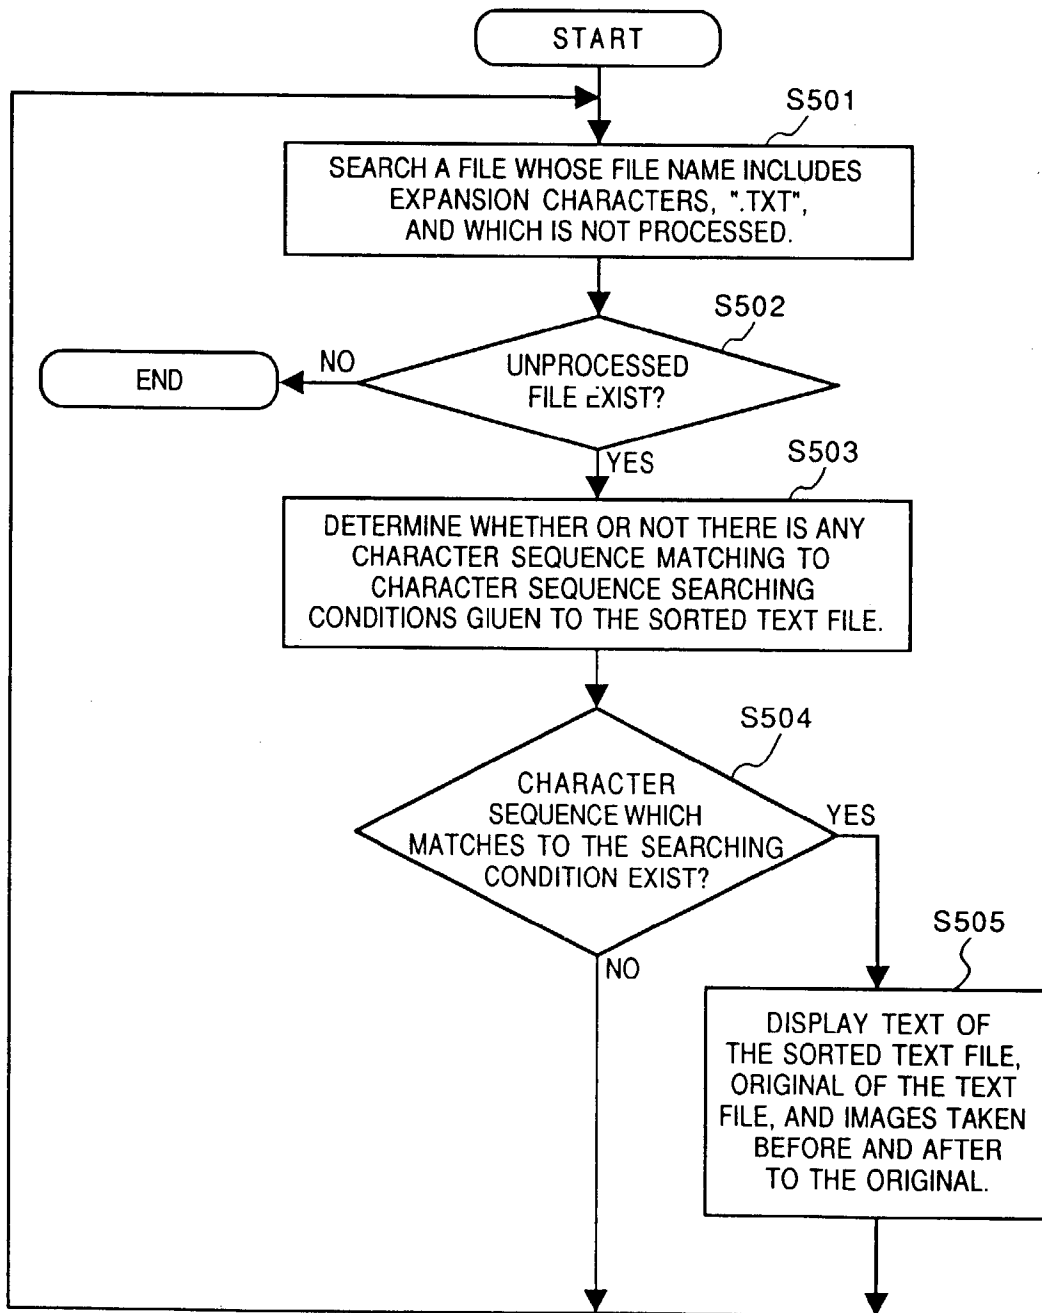 START
S501
SEARCH A FILE WHOSE FILE NAME INCLUDES
EXPANSION CHARACTERS, ".TXT",
AND WHICH IS NOT PROCESSED.
S502
UNPROCESSED
FILE EXIST?
NO
END
YES
S503
DETERMINE WHETHER OR NOT THERE IS ANY
CHARACTER SEQUENCE MATCHING TO
CHARACTER SEQUENCE SEARCHING
CONDITIONS GIUEN TO THE SORTED TEXT FILE.
S504
CHARACTER
SEQUENCE WHICH
MATCHES TO THE SEARCHING
CONDITION EXIST?
YES
NO
S505
DISPLAY TEXT OF
THE SORTED TEXT FILE,
ORIGINAL OF THE TEXT
FILE, AND IMAGES TAKEN
BEFORE AND AFTER
TO THE ORIGINAL.